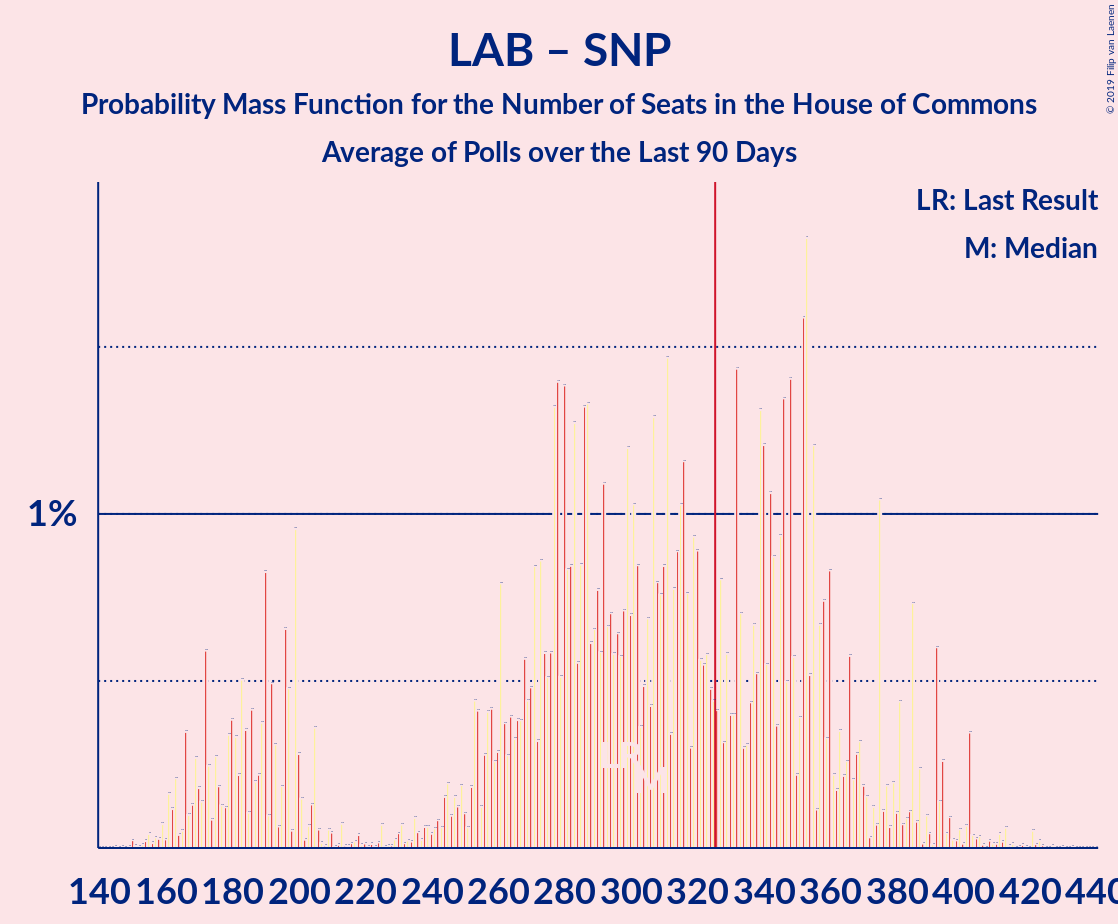 LAB – SNP
Probability Mass Function for the Number of Seats in the House of Commons
Average of Polls over the Last 90 Days
© 2019 Filip van Laenen
LR: Last Result
M: Median
1%
LR
M
140 160 180 200 220 240 260 280 300 320 340 360 380 400 420 440